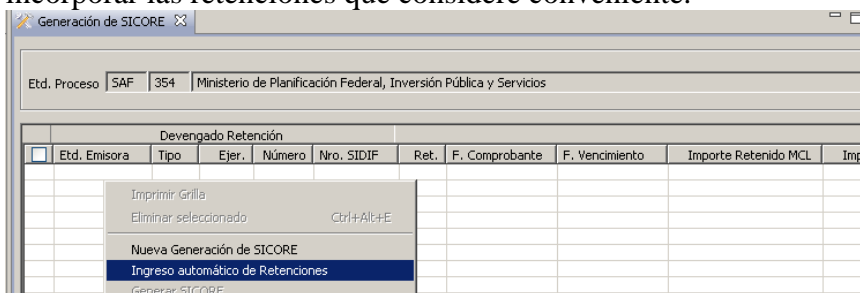 incorporar las retenciones que considere conveniente.
Generación de SICORE
Etd. Proceso SAF 354 Ministerio de Planificación Federal, Inversión Pública y Servicios
Devengado Retención
Etd. Emisora Tipo Ejer. Número Nro. SIDIF Ret. F. Comprobante F. Vencimiento Importe Retenido MCL Imp
Imprimir Grilla
Eliminar seleccionado Ctrl+Alt+E
Nueva Generación de SICORE
Ingreso automático de Retenciones
Generar SICORE